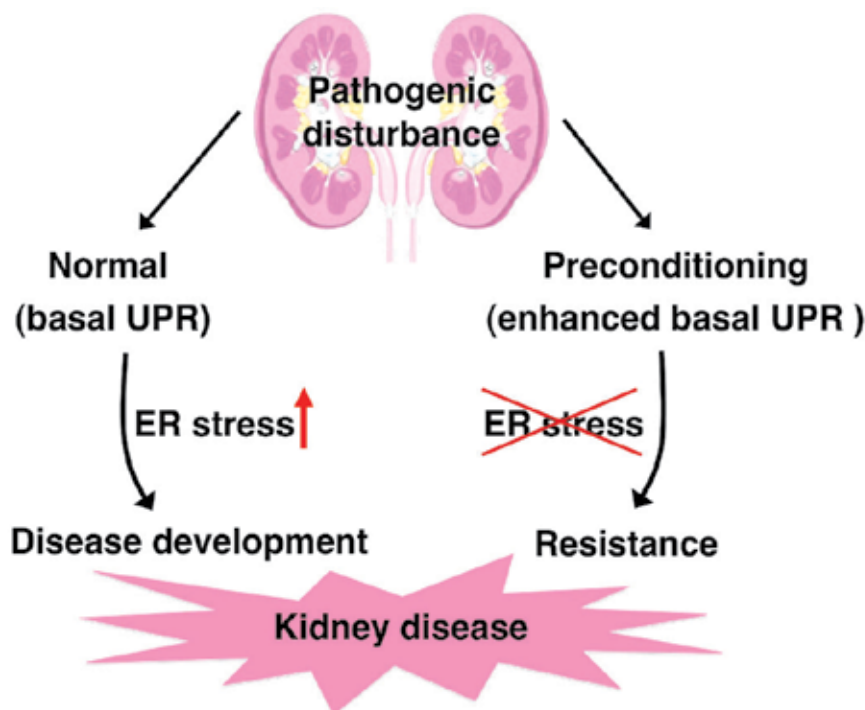 Pathogenic
disturbance
Normal
(basal UPR)
Preconditioning
(enhanced basal UPR )
ER stress
ER stress
Disease development
Resistance
Kidney disease